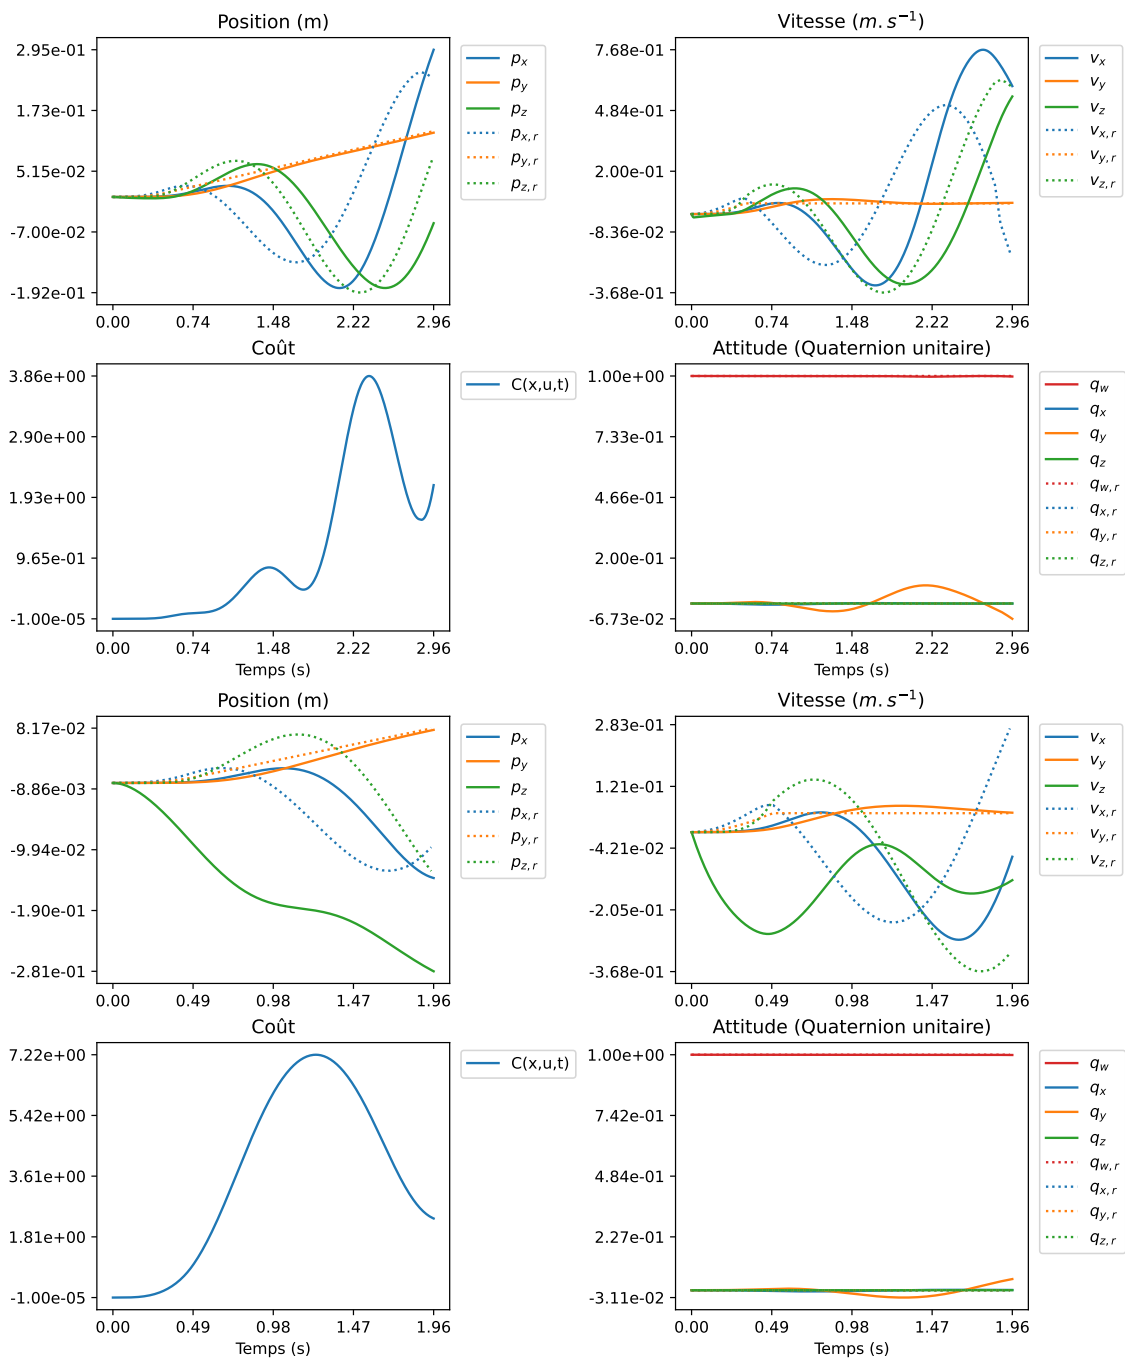 Position (m)
2.95e-01
1.73e-01
5.15e-02
-7.00e-02
-1.92e-01
0.00 0.74 1.48 2.22 2.96
p_x
p_y
p_z
p_{x,r}
p_{y,r}
p_{z,r}
Vitesse (m.s^{-1})
7.68e-01
4.84e-01
2.00e-01
-8.36e-02
-3.68e-01
0.00 0.74 1.48 2.22 2.96
v_x
v_y
v_z
v_{x,r}
v_{y,r}
v_{z,r}
Coût
3.86e+00
2.90e+00
1.93e+00
9.65e-01
-1.00e-05
0.00 0.74 1.48 2.22 2.96
Temps (s)
C(x,u,t)
Attitude (Quaternion unitaire)
1.00e+00
7.33e-01
4.66e-01
2.00e-01
-6.73e-02
0.00 0.74 1.48 2.22 2.96
Temps (s)
q_w
q_x
q_y
q_z
q_{w,r}
q_{x,r}
q_{y,r}
q_{z,r}
Position (m)
8.17e-02
-8.86e-03
-9.94e-02
-1.90e-01
-2.81e-01
0.00 0.49 0.98 1.47 1.96
p_x
p_y
p_z
p_{x,r}
p_{y,r}
p_{z,r}
Vitesse (m.s^{-1})
2.83e-01
1.21e-01
-4.21e-02
-2.05e-01
-3.68e-01
0.00 0.49 0.98 1.47 1.96
v_x
v_y
v_z
v_{x,r}
v_{y,r}
v_{z,r}
Coût
7.22e+00
5.42e+00
3.61e+00
1.81e+00
-1.00e-05
0.00 0.49 0.98 1.47 1.96
Temps (s)
C(x,u,t)
Attitude (Quaternion unitaire)
1.00e+00
7.42e-01
4.84e-01
2.27e-01
-3.11e-02
0.00 0.49 0.98 1.47 1.96
Temps (s)
q_w
q_x
q_y
q_z
q_{w,r}
q_{x,r}
q_{y,r}
q_{z,r}